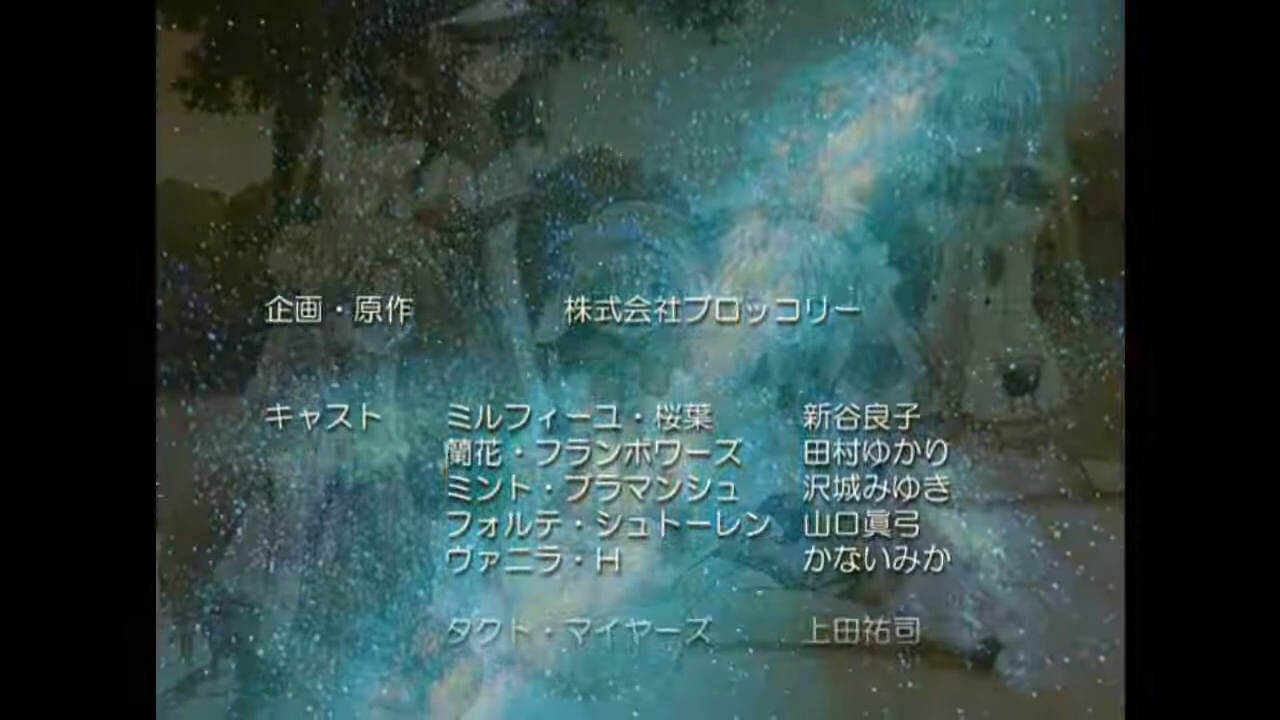 企画・原作 株式会社ブロッコリー
キャスト ミルフィーユ・桜葉 新谷良子
蘭花・フランボワーズ 田村ゆかり
ミント・ブラマンシュ 沢城みゆき
フォルテ・シュトーレン 山口眞弓
ヴァニラ・H かないみか
タクト・マイヤーズ 上田祐司